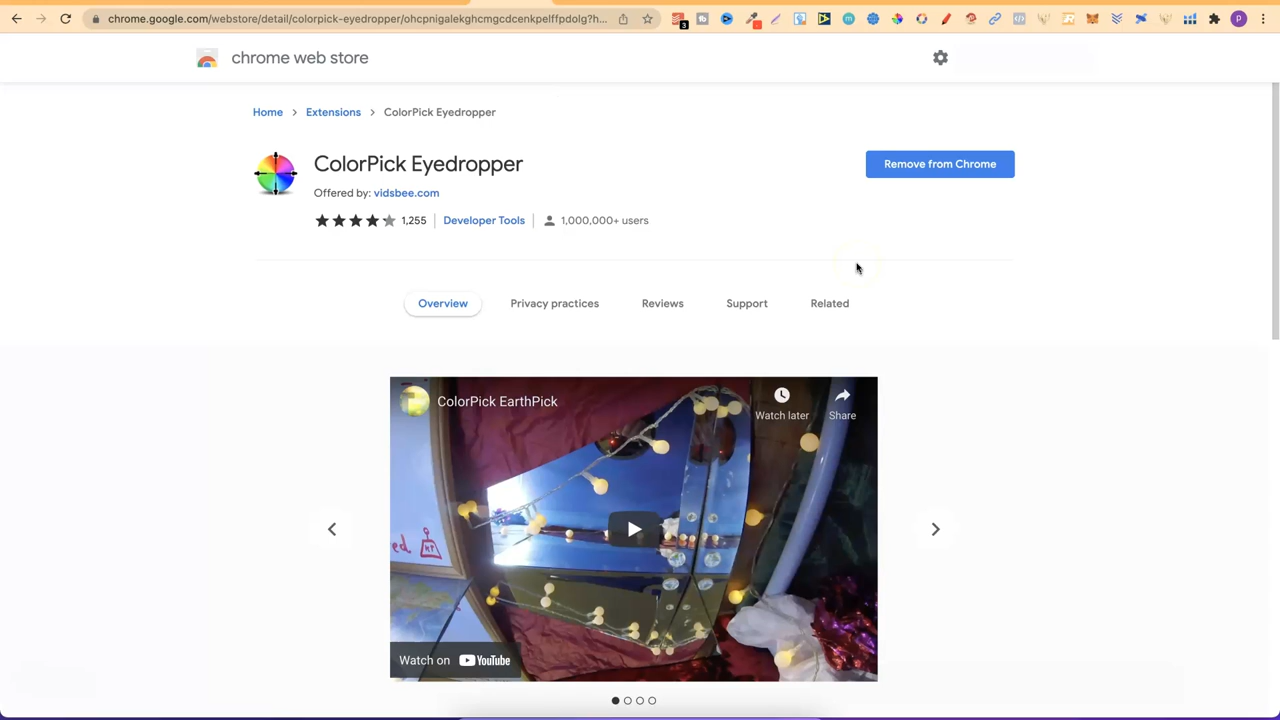 chrome.google.com/webstore/detail/colorpick-eyedropper/ohcpnigalekghcmgcdcenkpelffpdolg?h...
3
p
chrome web store
Home > Extensions > ColorPick Eyedropper
ColorPick Eyedropper
Remove from Chrome
Offered by: vidsbee.com
1,255
Developer Tools
1,000,000+ users
Overview
Privacy practices
Reviews
Support
Related
ColorPick EarthPick
Watch later
Share
Watch on YouTube